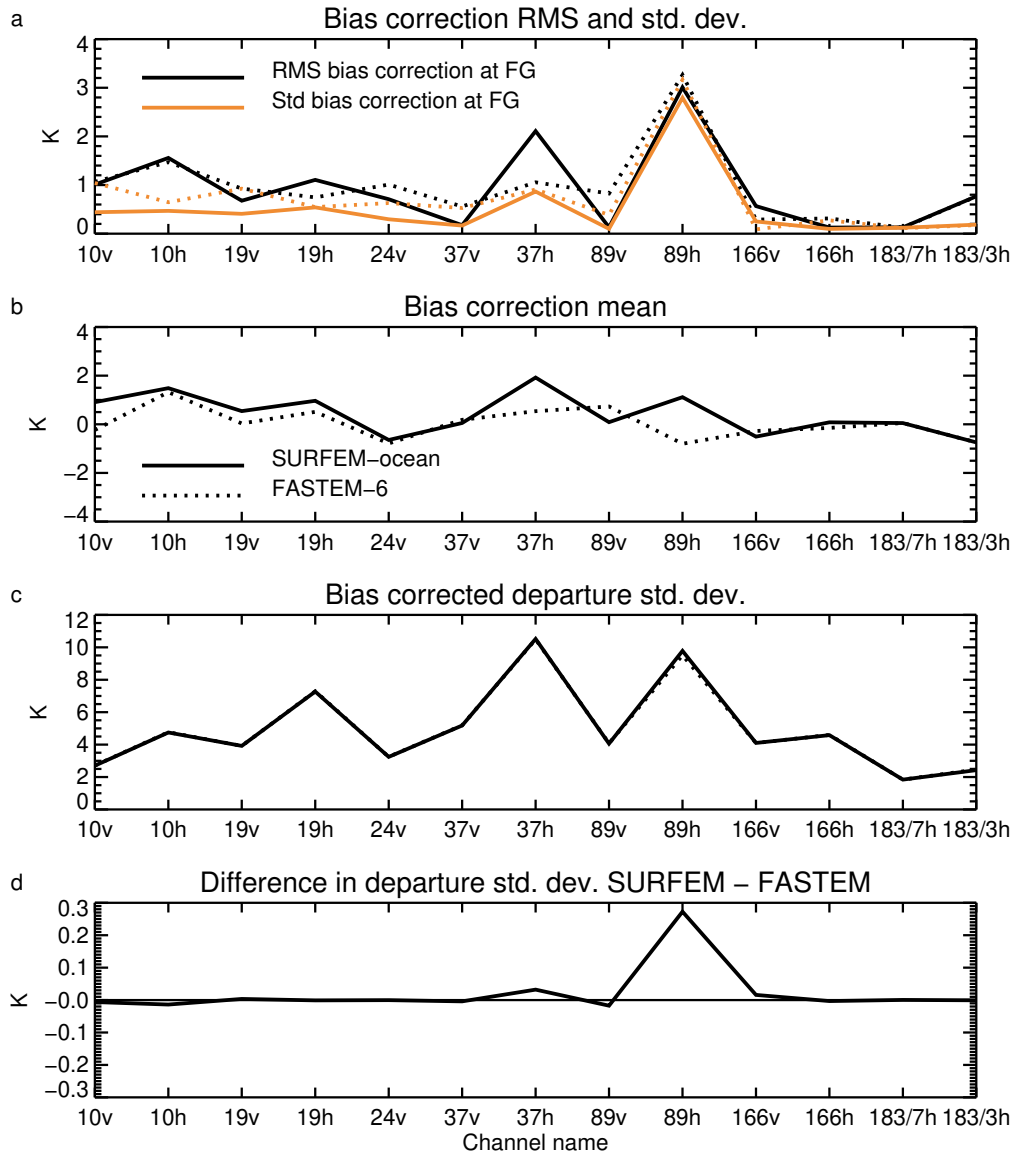 a
Bias correction RMS and std. dev.
4
3
2
1
0
K
RMS bias correction at FG
Std bias correction at FG
10v 10h 19v 19h 24v 37v 37h 89v 89h 166v 166h 183/7h 183/3h
b
Bias correction mean
4
2
0
−2
−4
K
SURFEM−ocean
FASTEM−6
10v 10h 19v 19h 24v 37v 37h 89v 89h 166v 166h 183/7h 183/3h
c
Bias corrected departure std. dev.
12
10
8
6
4
2
0
K
10v 10h 19v 19h 24v 37v 37h 89v 89h 166v 166h 183/7h 183/3h
d
Difference in departure std. dev. SURFEM − FASTEM
0.3
0.2
0.1
−0.0
−0.1
−0.2
−0.3
K
10v 10h 19v 19h 24v 37v 37h 89v 89h 166v 166h 183/7h 183/3h
Channel name